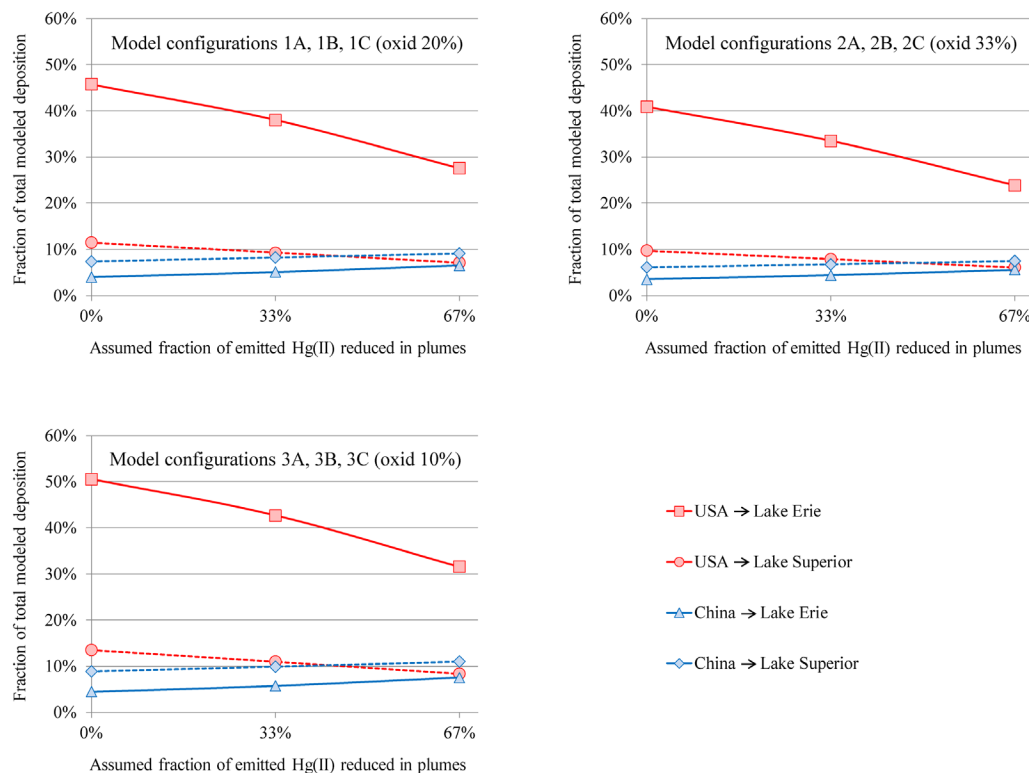 Model configurations 1A, 1B, 1C (oxid 20%)
Fraction of total modeled deposition
60%
50%
40%
30%
20%
10%
0%
0%
33%
67%
Assumed fraction of emitted Hg(II) reduced in plumes
Model configurations 2A, 2B, 2C (oxid 33%)
Fraction of total modeled deposition
60%
50%
40%
30%
20%
10%
0%
0%
33%
67%
Assumed fraction of emitted Hg(II) reduced in plumes
Model configurations 3A, 3B, 3C (oxid 10%)
Fraction of total modeled deposition
60%
50%
40%
30%
20%
10%
0%
0%
33%
67%
Assumed fraction of emitted Hg(II) reduced in plumes
USA → Lake Erie
USA → Lake Superior
China → Lake Erie
China → Lake Superior